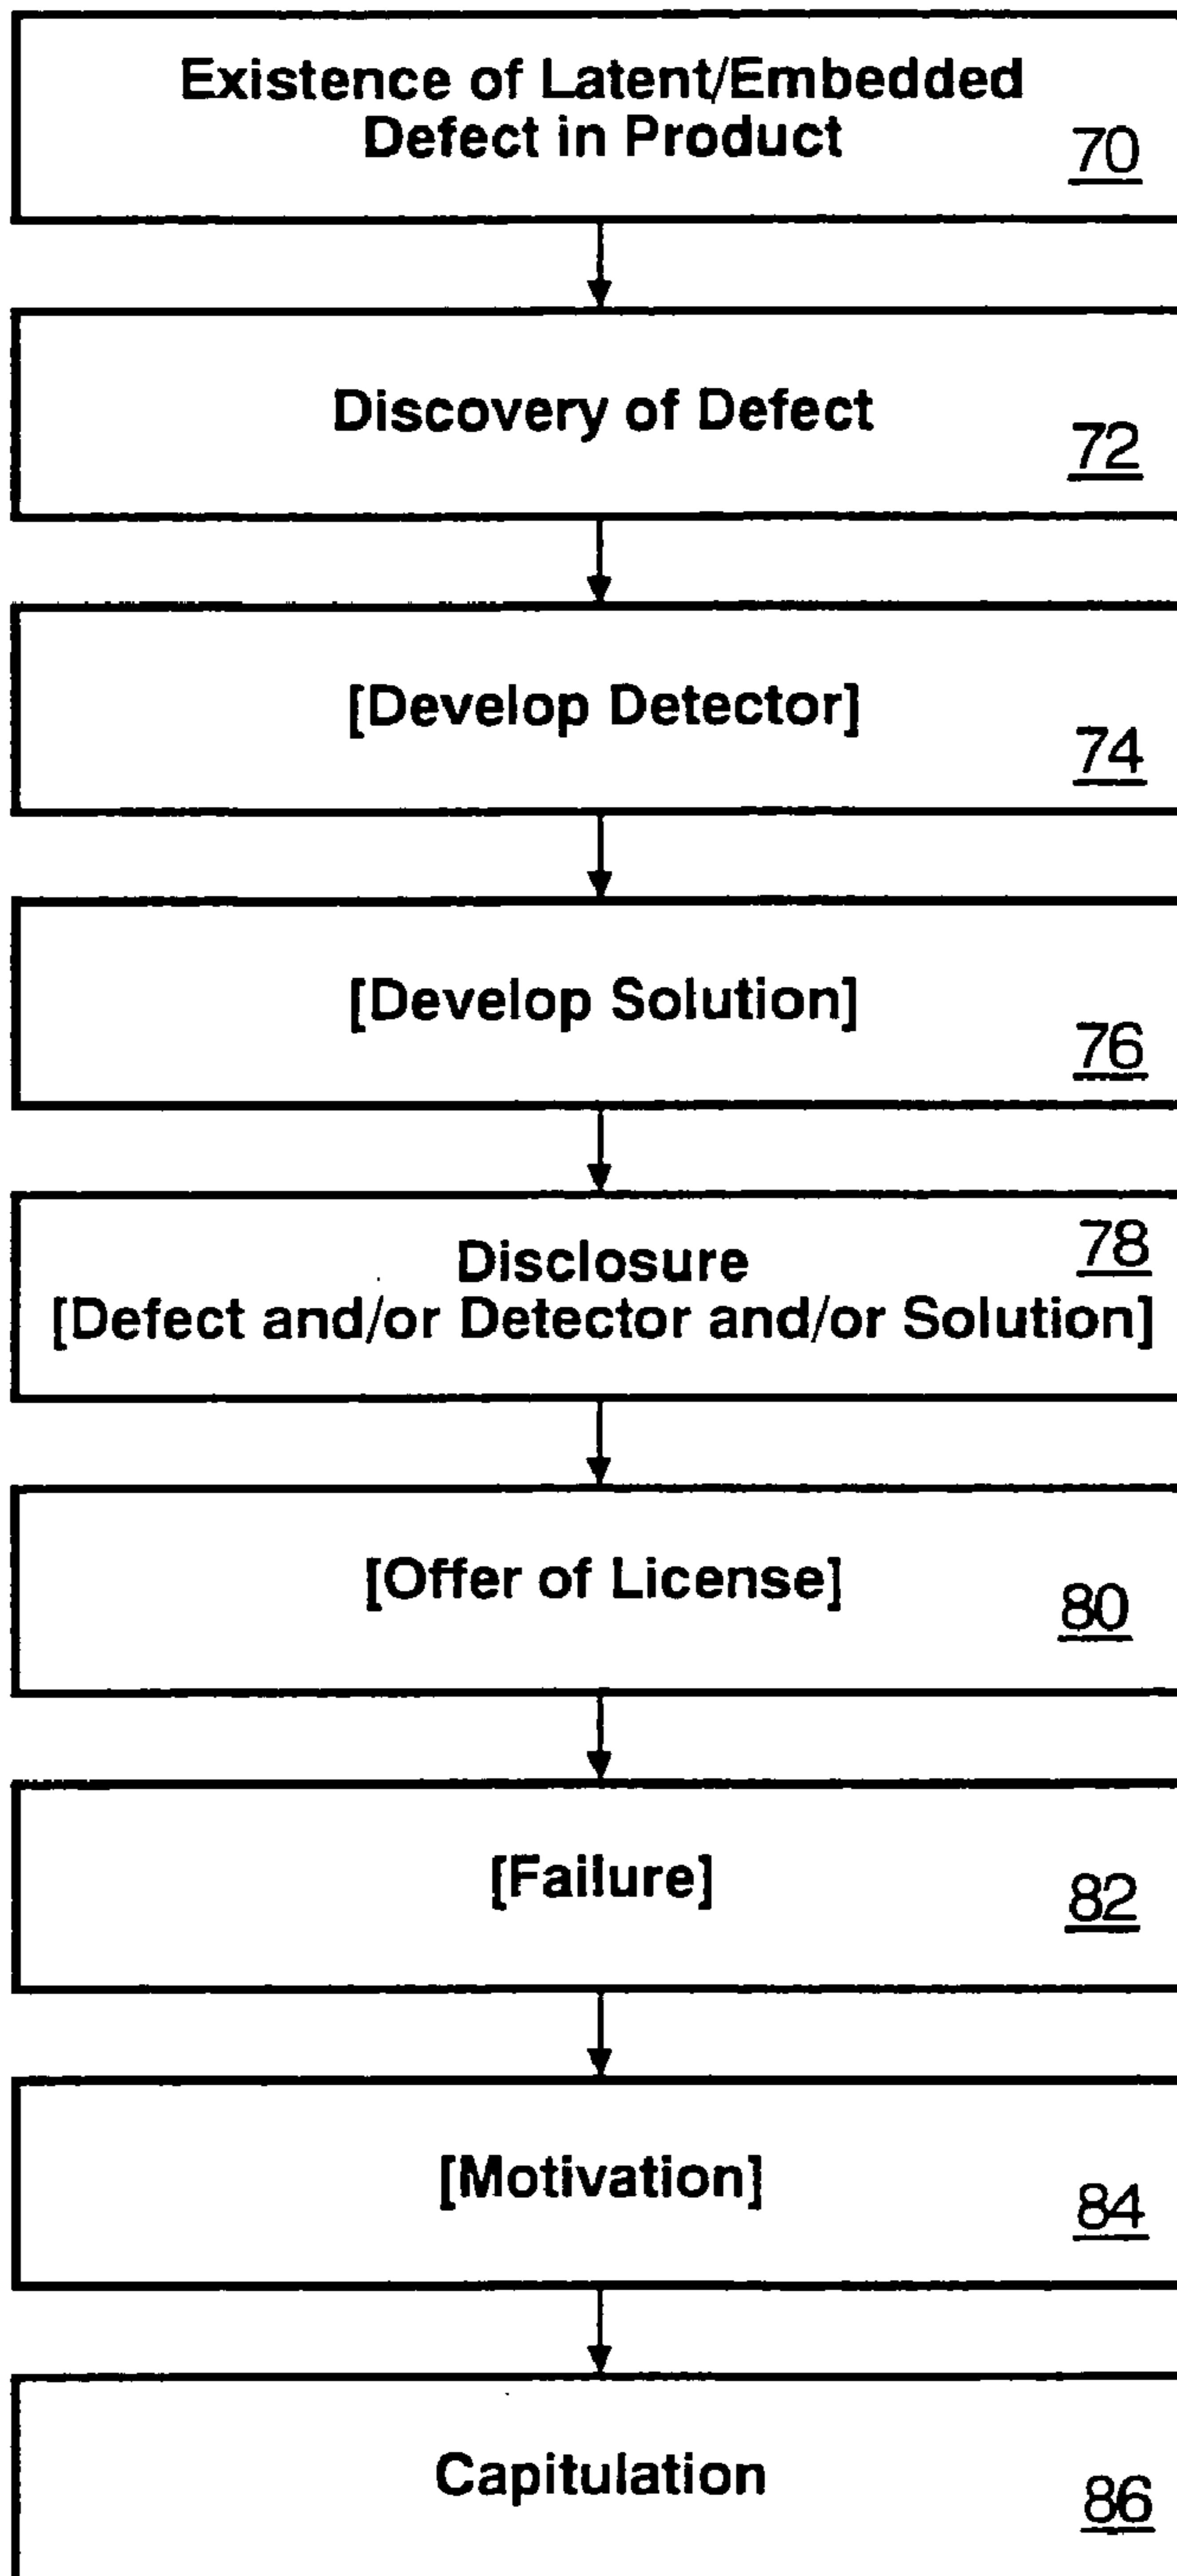 Existence of Latent/Embedded
Defect in Product
70
Discovery of Defect
72
[Develop Detector]
74
[Develop Solution]
76
Disclosure
78
[Defect and/or Detector and/or Solution]
[Offer of License]
80
[Failure]
82
[Motivation]
84
Capitulation
86